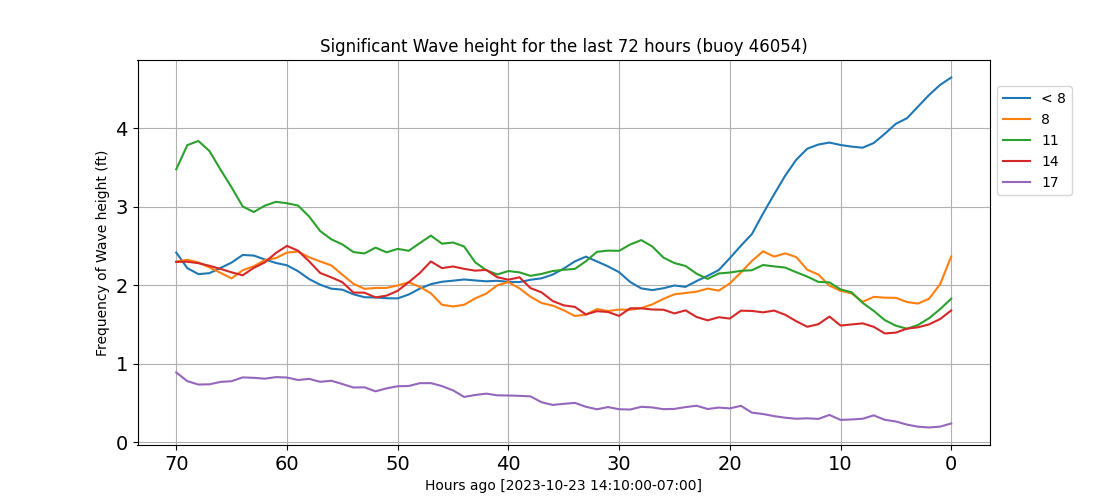 Significant Wave height for the last 72 hours (buoy 46054)
Frequency of Wave height (ft)
4
3
2
1
0
70 60 50 40 30 20 10 0
Hours ago [2023-10-23 14:10:00-07:00]
< 8
8
11
14
17